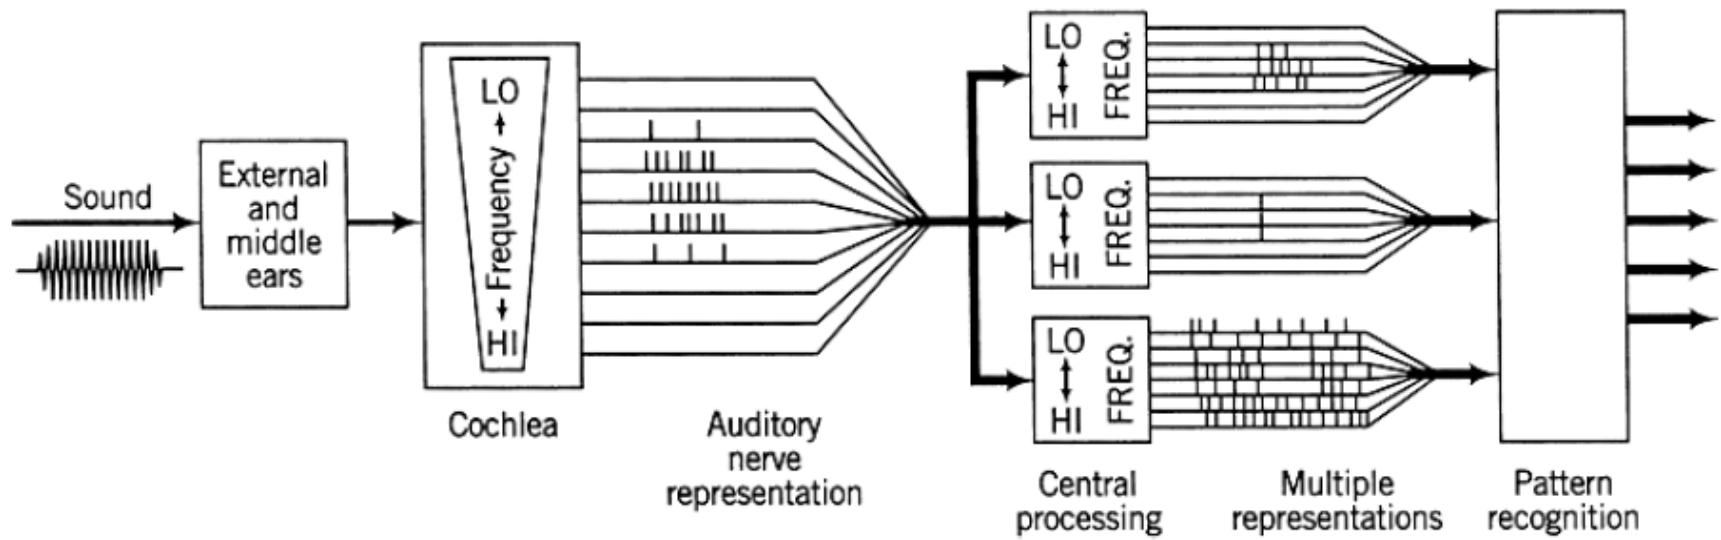 Sound
External
and
middle
ears
LO
Frequency
HI
Cochlea
Auditory
nerve
representation
LO
HI
FREQ.
LO
HI
FREQ.
LO
HI
FREQ.
Central
processing
Multiple
representations
Pattern
recognition